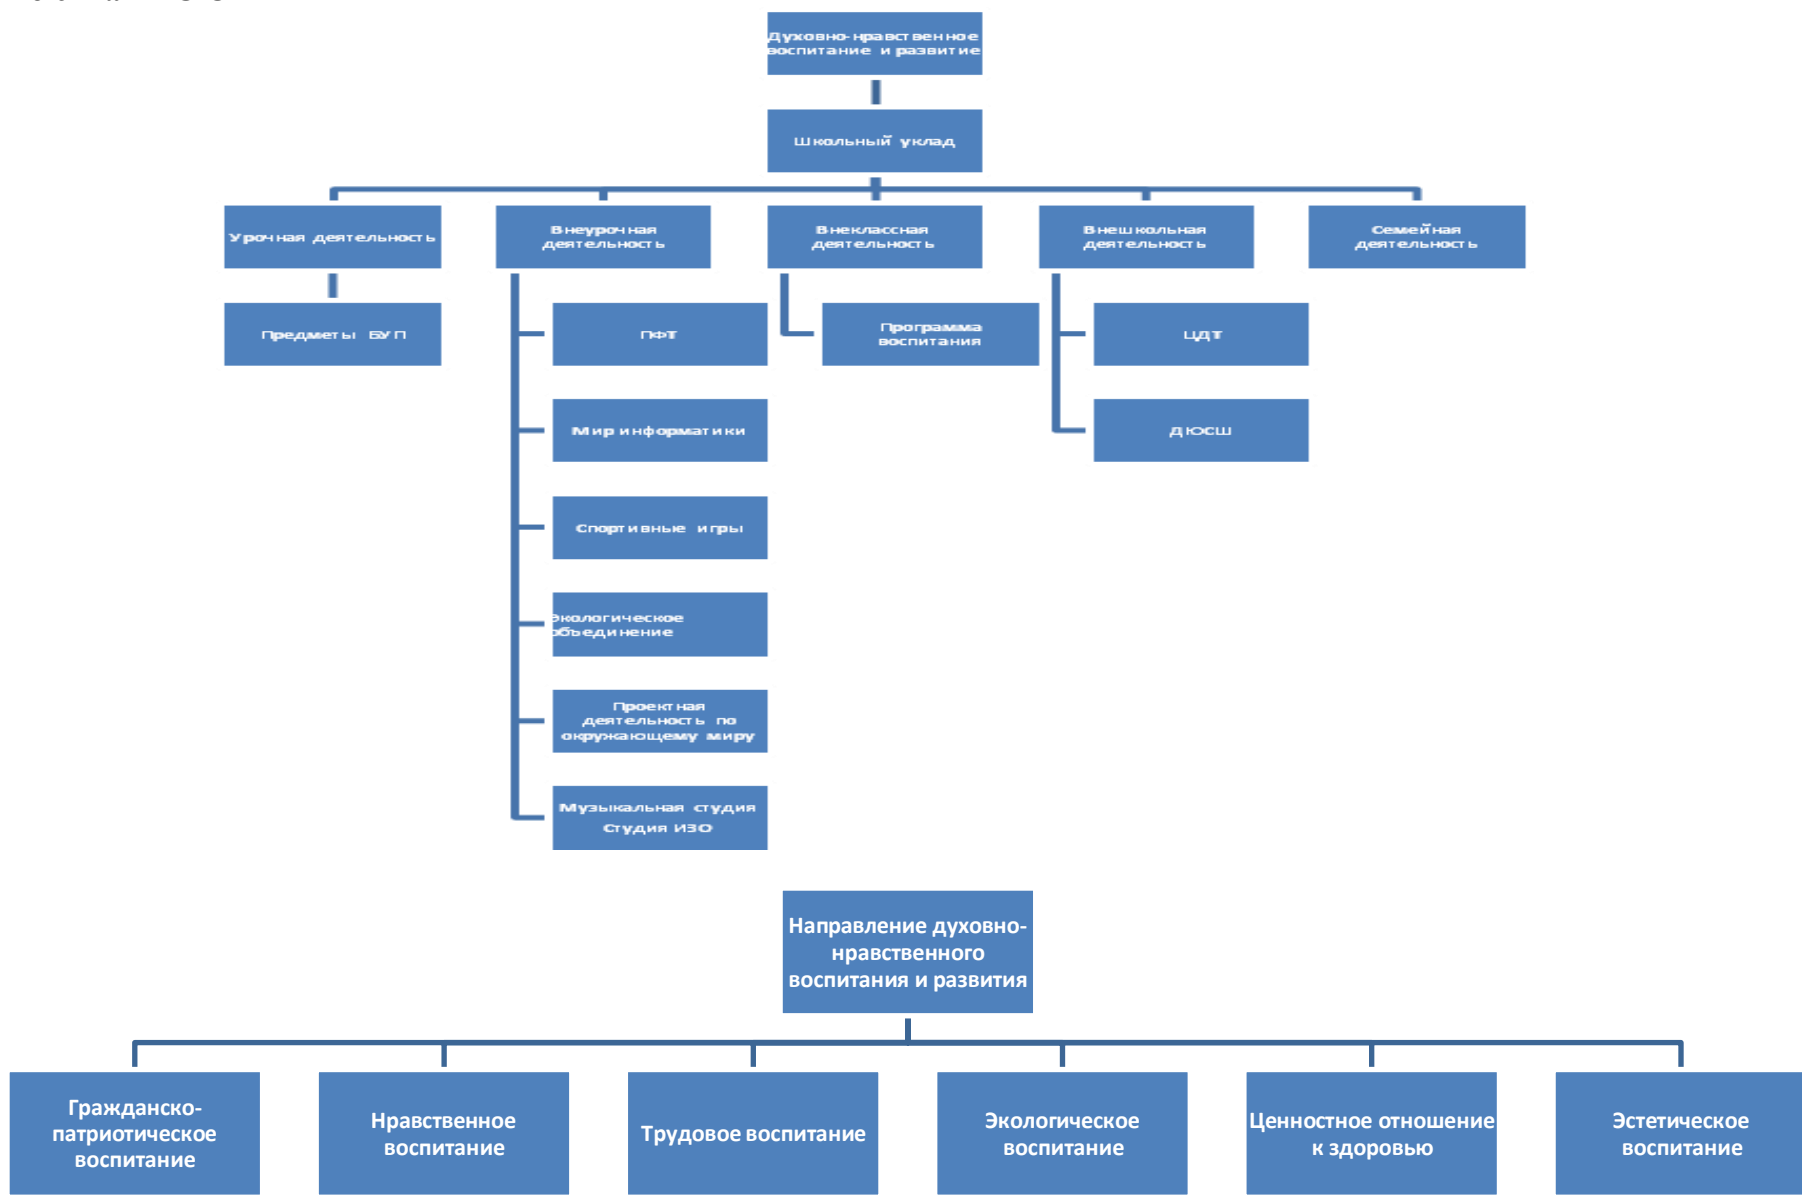 Духовно-нравственное
воспитание и развитие
Школьный уклад
Урочная деятельность
Внеурочная
деятельность
Внеклассная
деятельность
Внешкольная
деятельность
Семейная
деятельность
Предметы БУП
ПФТ
Программа
воспитания
ЦДТ
Мир информатики
ДЮСШ
Спортивные игры
Экологическое
объединение
Проектная
деятельность по
окружающему миру
Музыкальная студия
Студия ИЗО
Направление духовно-
нравственного
воспитания и развития
Гражданско-
патриотическое
воспитание
Нравственное
воспитание
Трудовое воспитание
Экологическое
воспитание
Ценностное отношение
к здоровью
Эстетическое
воспитание